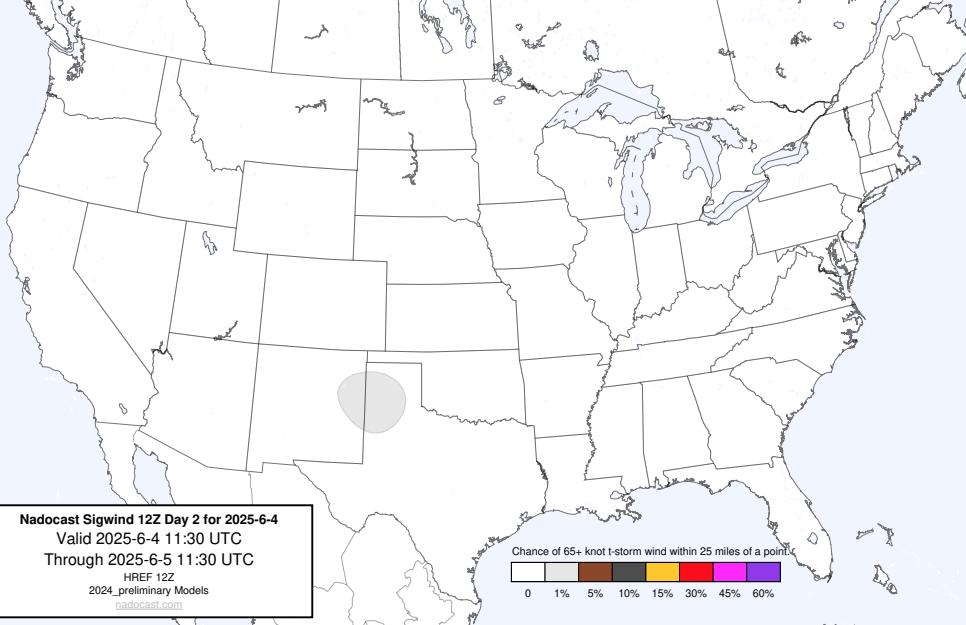 Nadocast Sigwind 12Z Day 2 for 2025-6-4
Valid 2025-6-4 11:30 UTC
Through 2025-6-5 11:30 UTC
HREF 12Z
2024_preliminary Models
nadocast.com
Chance of 65+ knot t-storm wind within 25 miles of a point.
0 1% 5% 10% 15% 30% 45% 60%